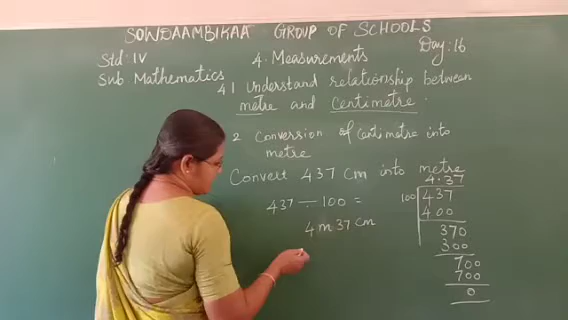 SOWDAAMBIKAA GROUP OF SCHOOLS
Std: IV
4. Measurements
Day: 16
Sub Mathematics
4.1 Understand relationship between
metre and Centimetre.
2 Conversion of Centimetre into
metre
Convert 437 Cm into metre
437 ÷ 100 =
4 m 37 cm
4.37
100 437
400
370
300
700
700
0